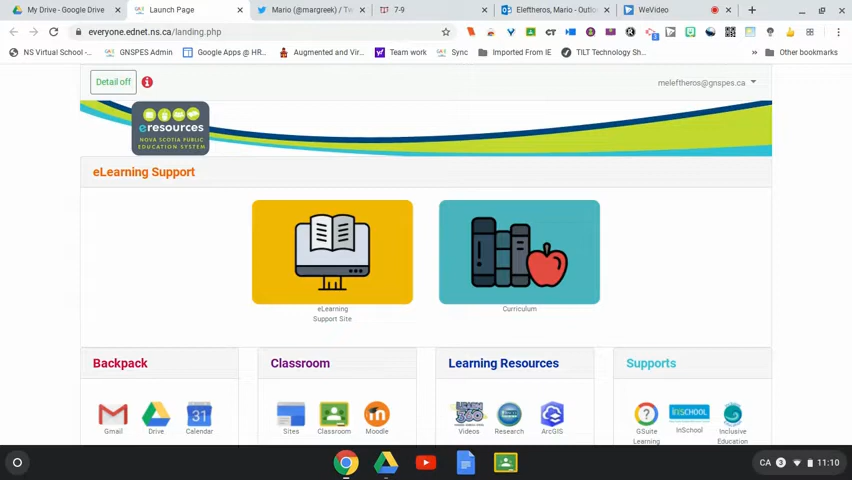 My Drive - Google Drive
Launch Page
Mario (@margreek) / Tw
7-9
Eleftheros, Mario - Outlo
WeVideo
everyone.ednet.ns.ca/landing.php
NS Virtual School -...
GNSPES Admin
Google Apps @ HR...
Augmented and Vir...
Team work
Sync
Imported From IE
TILT Technology Sh...
Other bookmarks
Detail off
meleftheros@gnspes.ca
eresources
NOVA SCOTIA PUBLIC
EDUCATION SYSTEM
eLearning Support
eLearning
Support Site
Curriculum
Backpack
Classroom
Learning Resources
Supports
31
LEARN
360
?
INSCHOOL
Gmail
Drive
Calendar
Sites
Classroom
Moodle
Videos
Research
ArcGIS
GSuite
Learning
InSchool
Inclusive
Education
CA
3
11:10